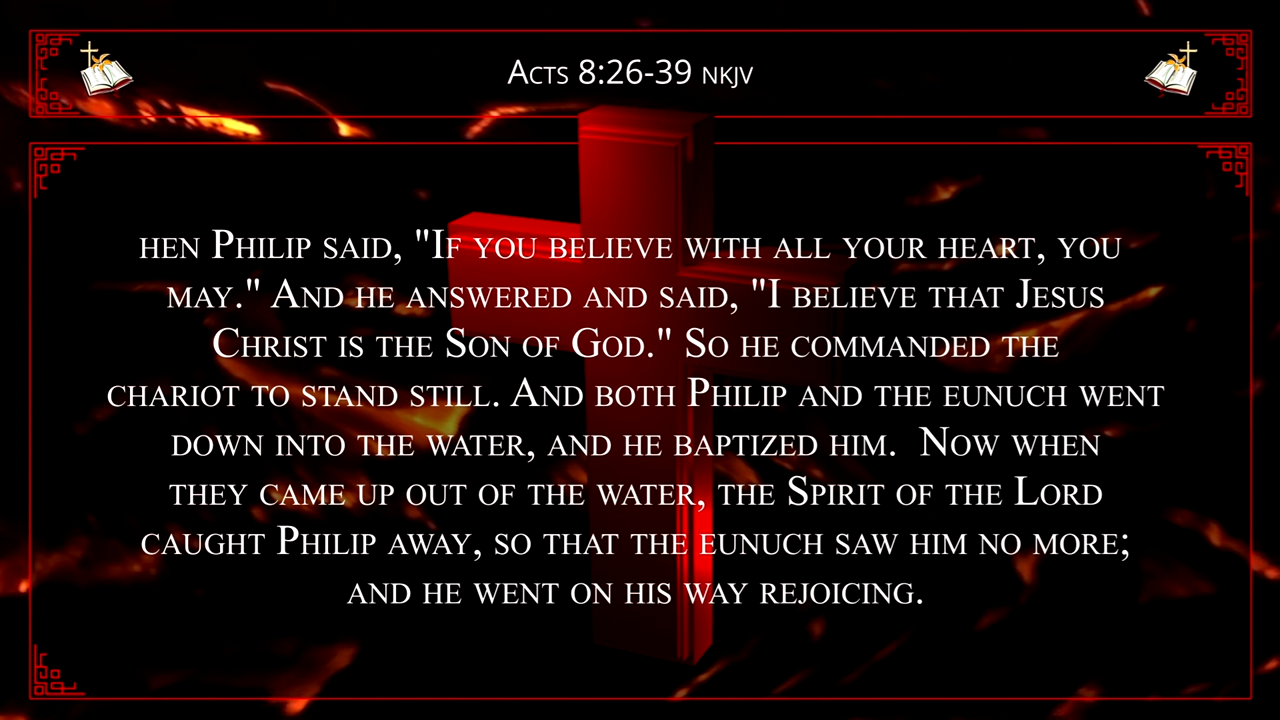 Acts 8:26-39 NKJV
hen Philip said, "If you believe with all your heart, you
may." And he answered and said, "I believe that Jesus
Christ is the Son of God." So he commanded the
chariot to stand still. And both Philip and the eunuch went
down into the water, and he baptized him.  Now when
they came up out of the water, the Spirit of the Lord
caught Philip away, so that the eunuch saw him no more;
and he went on his way rejoicing.